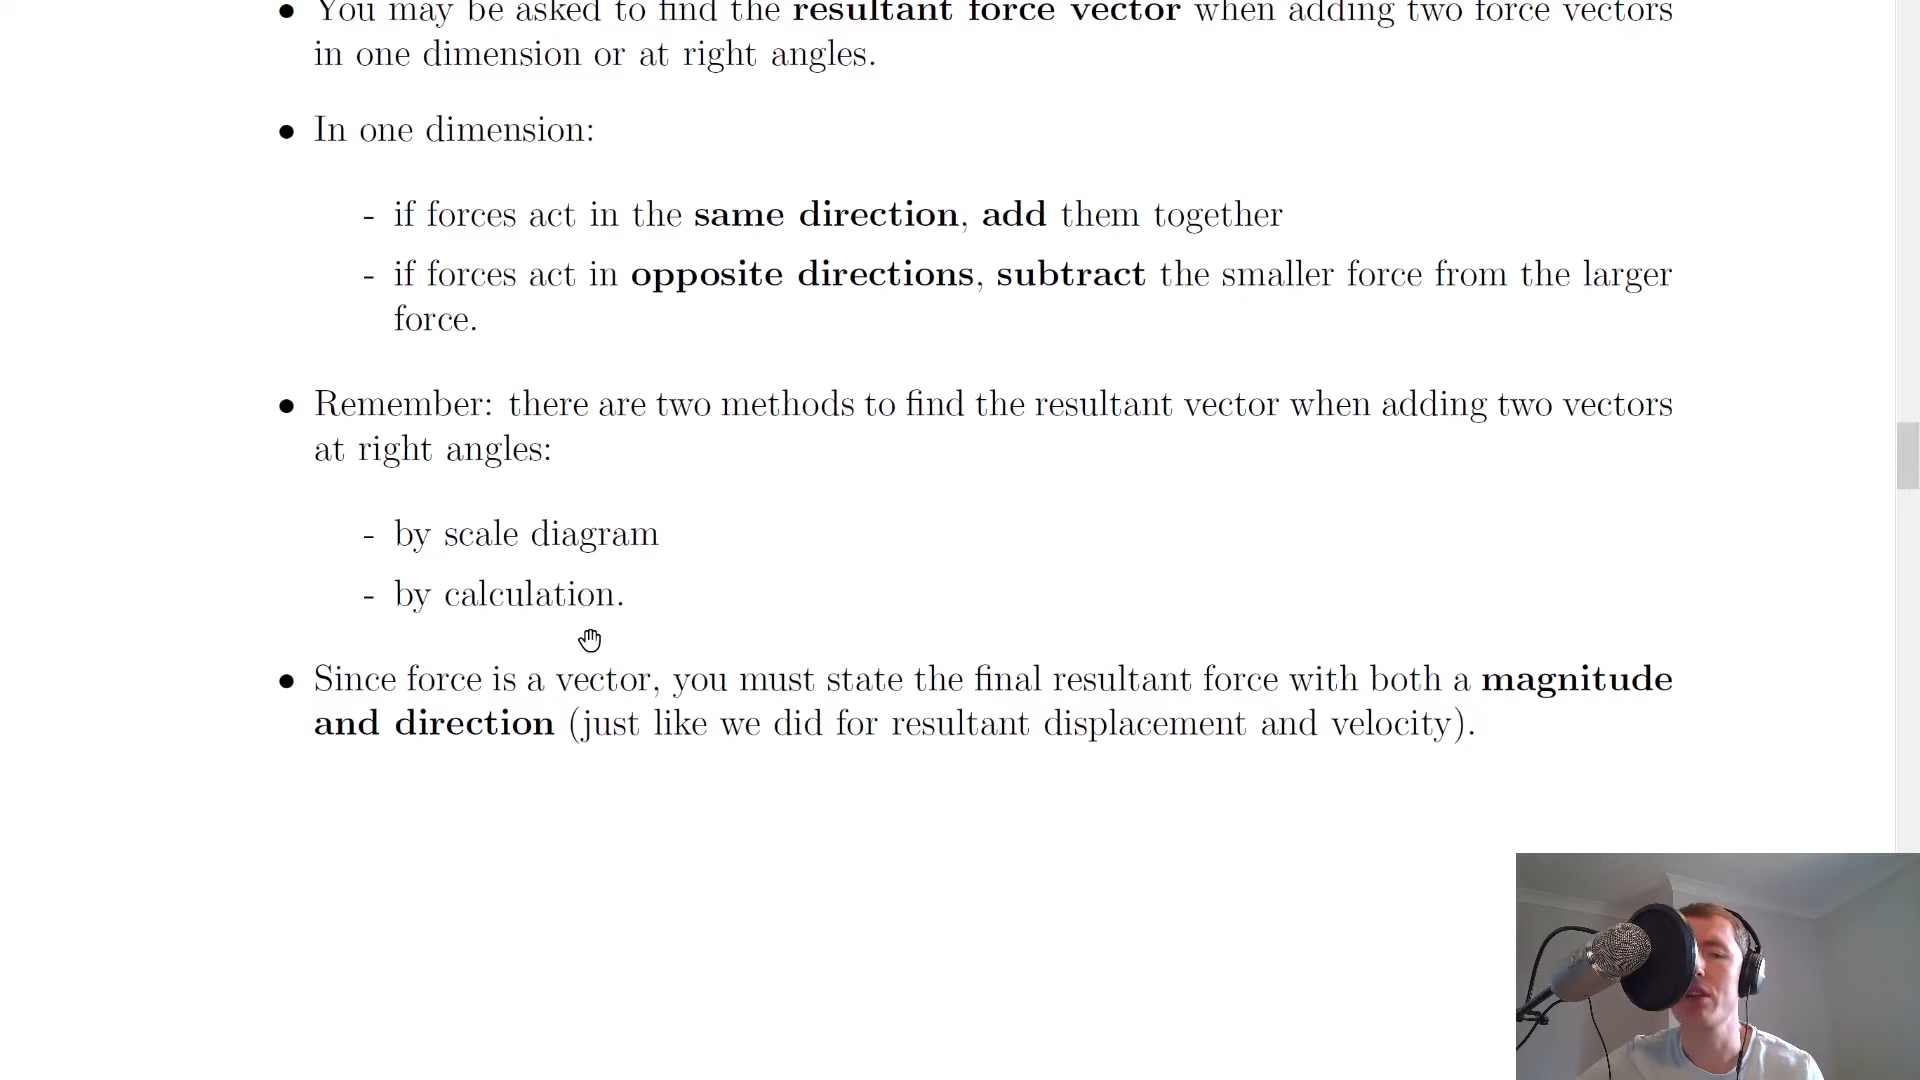 • You may be asked to find the resultant force vector when adding two force vectors
in one dimension or at right angles.
• In one dimension:
- if forces act in the same direction, add them together
- if forces act in opposite directions, subtract the smaller force from the larger
force.
• Remember: there are two methods to find the resultant vector when adding two vectors
at right angles:
- by scale diagram
- by calculation.
• Since force is a vector, you must state the final resultant force with both a magnitude
and direction (just like we did for resultant displacement and velocity).